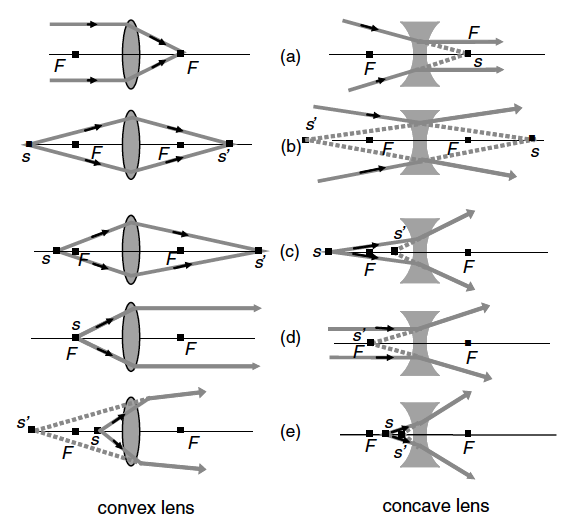 F F (a) F F s
s F F s' (b) s' F F s
s F F s' (c) s s' F F
s F F (d) s' F F
s' F s F (e) s F s' F
convex lens concave lens